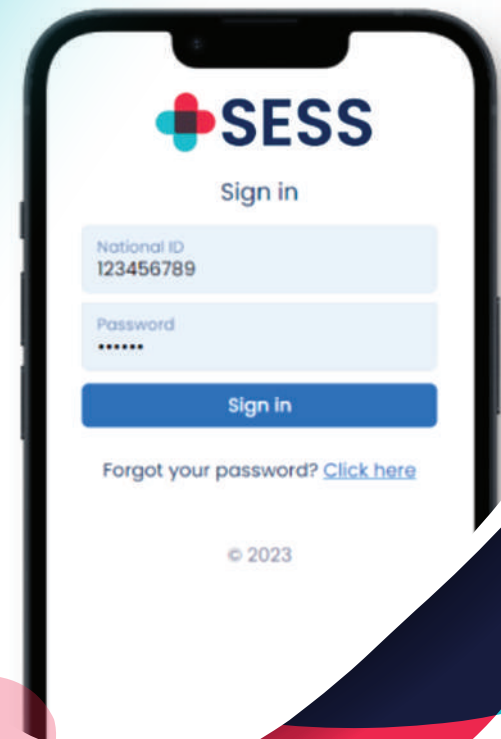 SESS
Sign in
National ID
123456789
Password
••••••
Sign in
Forgot your password? Click here
© 2023